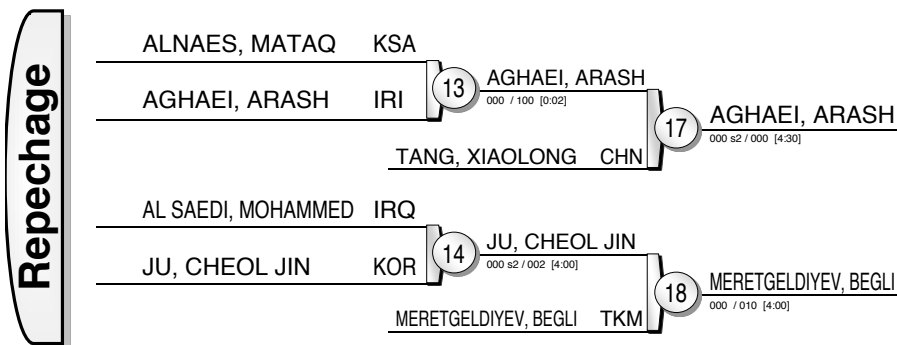 Repechage
ALNAES, MATAQ KSA
AGHAEI, ARASH IRI
13
AGHAEI, ARASH
000 / 100 [0:02]
TANG, XIAOLONG CHN
17
AGHAEI, ARASH
000 s2 / 000 [4:30]
AL SAEDI, MOHAMMED IRQ
JU, CHEOL JIN KOR
14
JU, CHEOL JIN
000 s2 / 002 [4:00]
MERETGELDIYEV, BEGLI TKM
18
MERETGELDIYEV, BEGLI
000 / 010 [4:00]